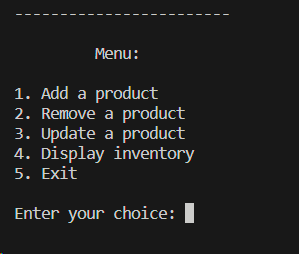 ------------------------
Menu:
1. Add a product
2. Remove a product
3. Update a product
4. Display inventory
5. Exit
Enter your choice: